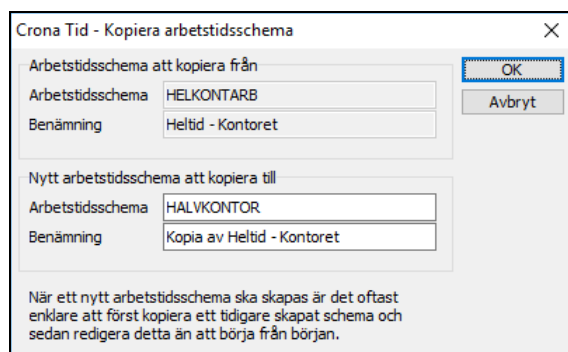 Crona Tid - Kopiera arbetstidsschema
Arbetstidsschema att kopiera från
Arbetstidsschema HELKONTARB
Benämning Heltid - Kontoret
OK
Avbryt
Nytt arbetstidsschema att kopiera till
Arbetstidsschema HALVKONTOR
Benämning Kopia av Heltid - Kontoret
När ett nytt arbetstidsschema ska skapas är det oftast
enklare att först kopiera ett tidigare skapat schema och
sedan redigera detta än att börja från början.